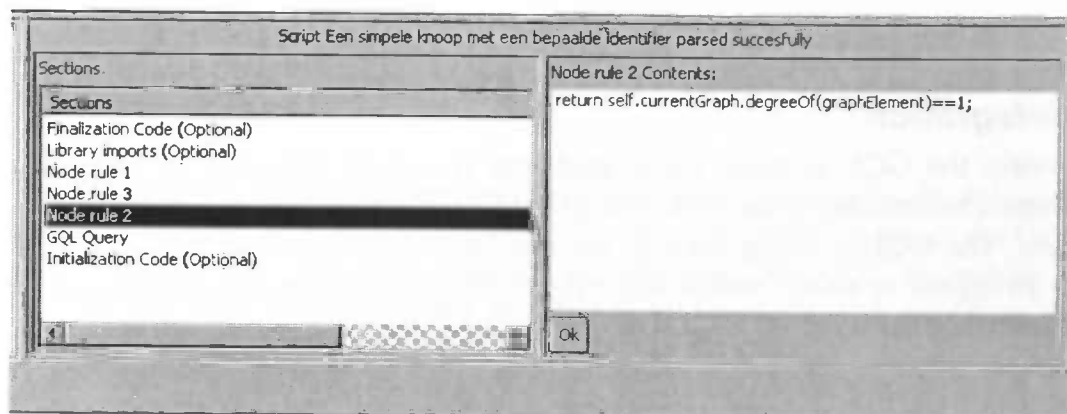 Script Een simpele knoop met een bepaalde identifier parsed succesfully
Sections.
Sections
Finalization Code (Optional)
Library imports (Optional)
Node rule 1
Node rule 3
Node rule 2
GQL Query
Initialization Code (Optional)
Node rule 2 Contents:
return self.currentGraph.degreeOf(graphElement)==1;
Ok